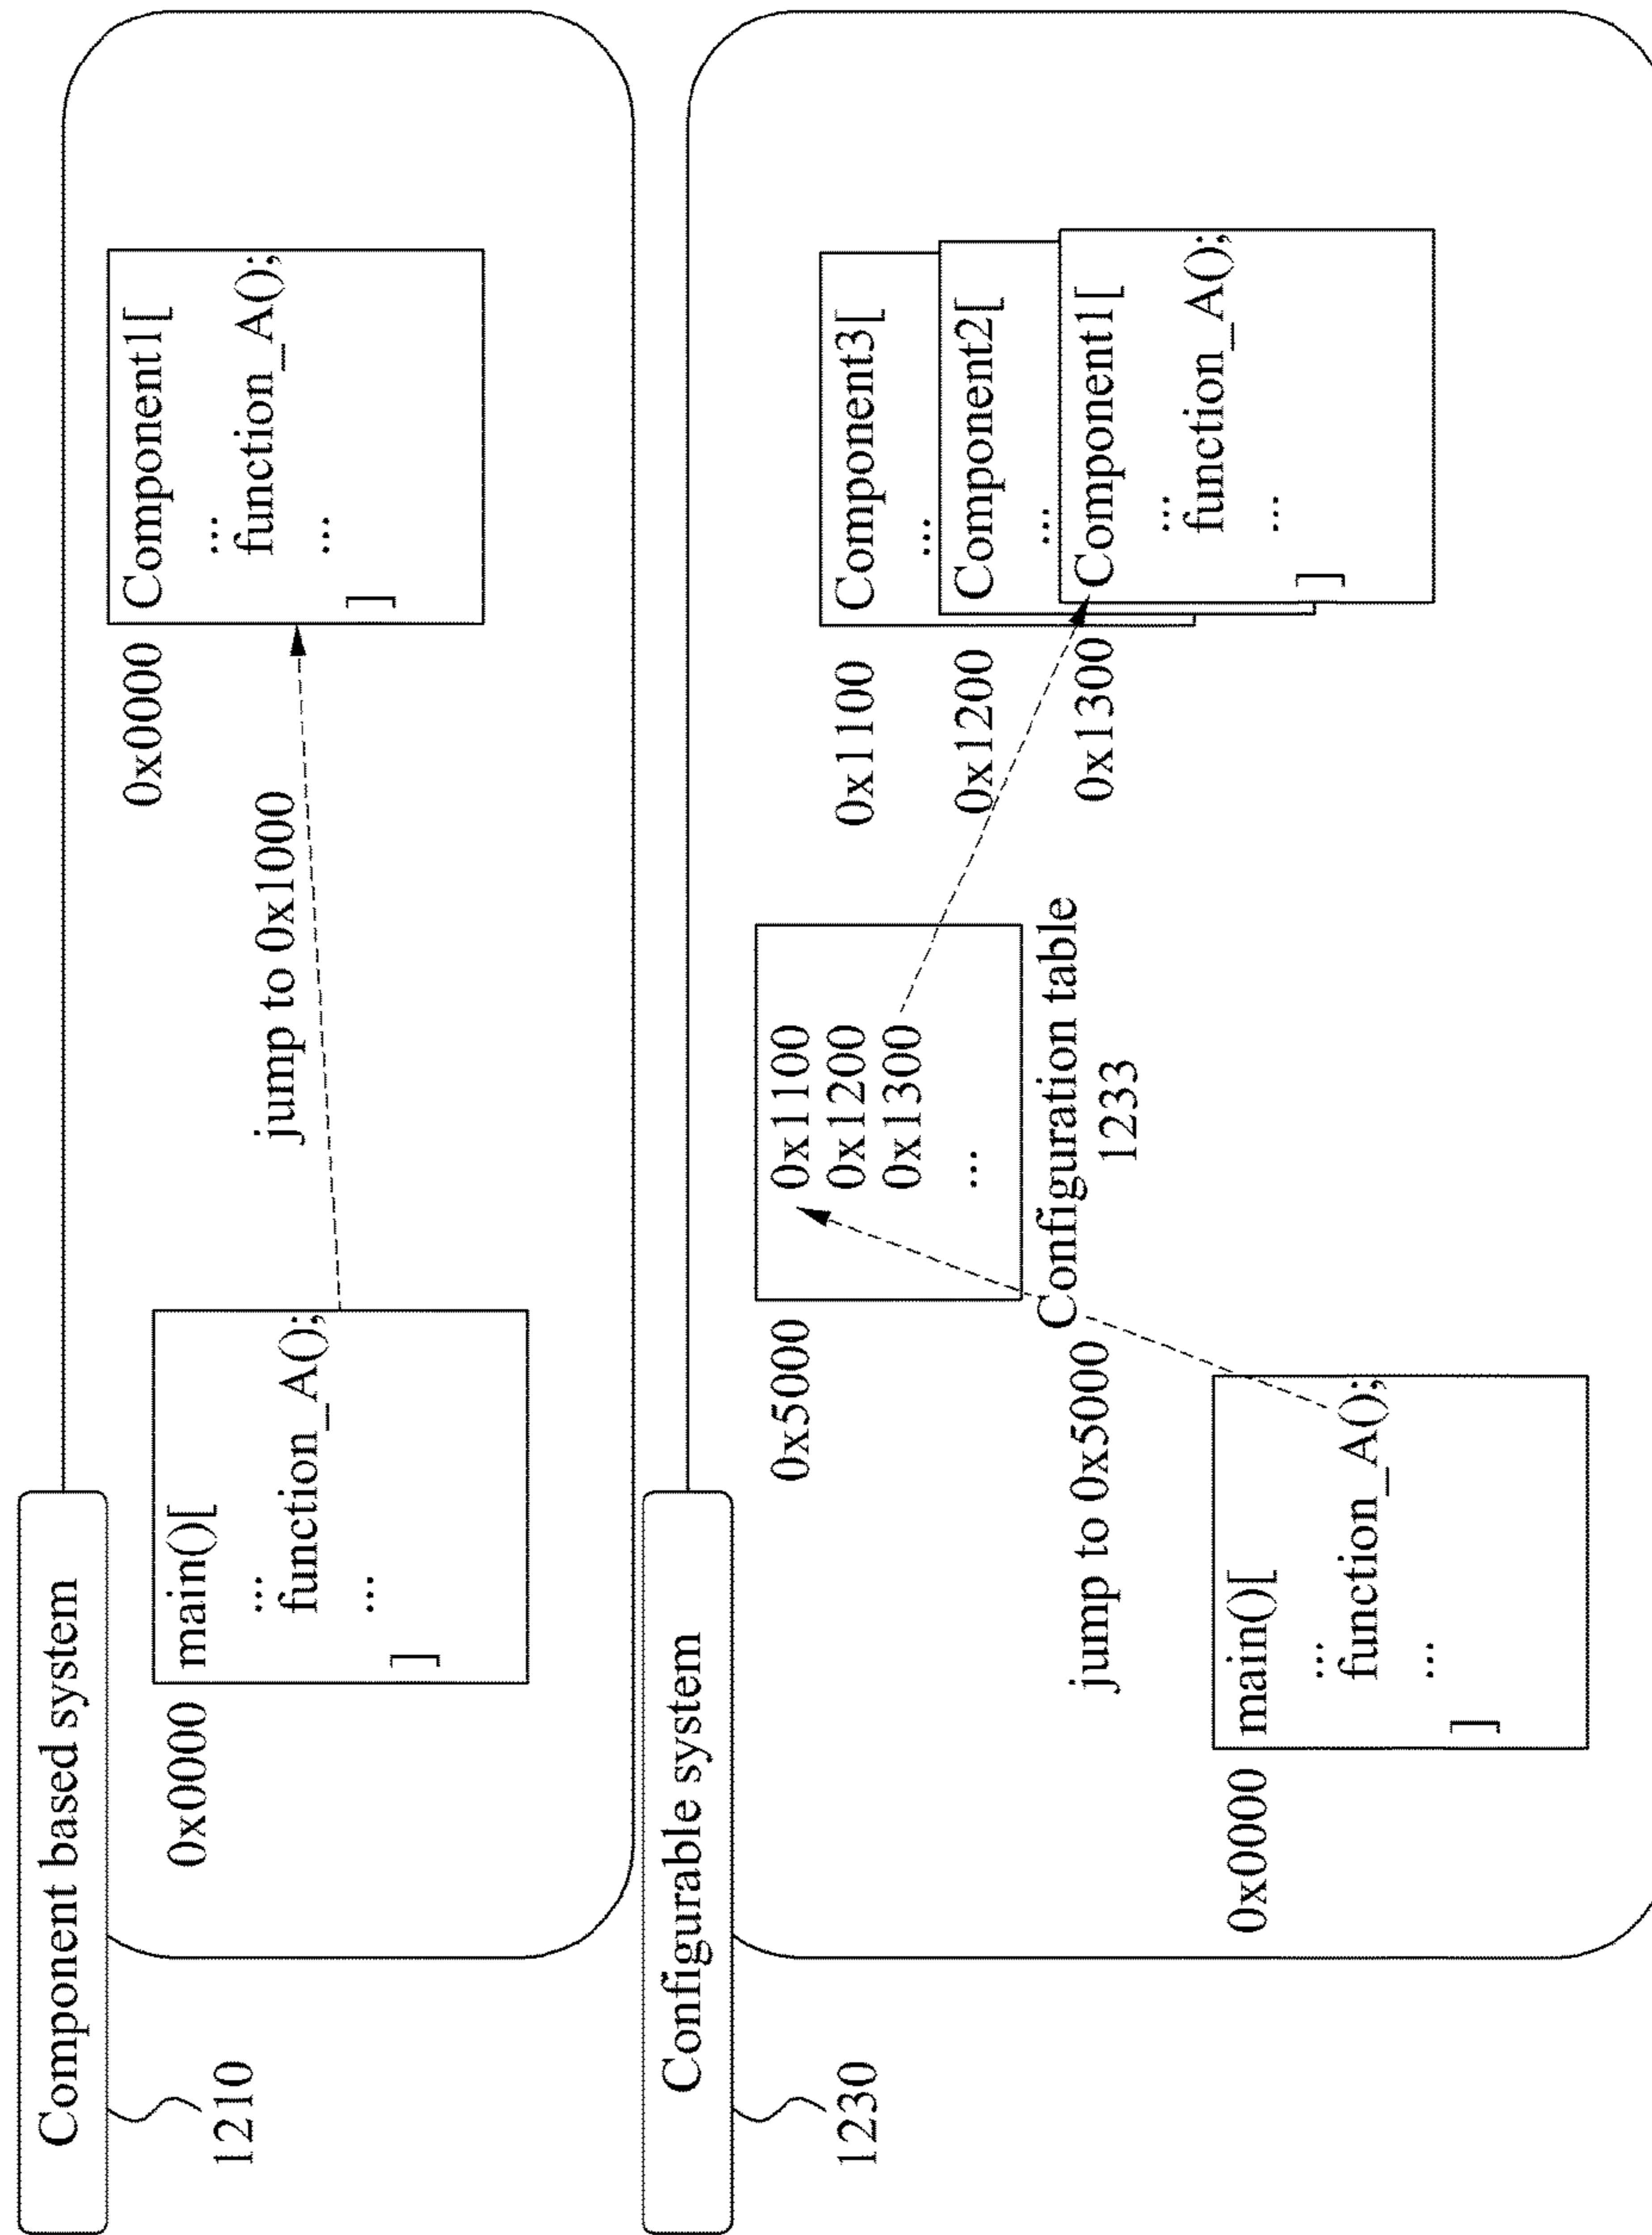 Component based system
1210
0x0000
main()[
...
function_A();
...
]
jump to 0x1000
0x0000
Component1[
...
function_A();
...
]
Configurable system
1230
0x0000
main()[
...
function_A();
...
]
jump to 0x5000
0x5000
0x1100
0x1200
0x1300
...
Configuration table
1233
0x1100
Component3[
...
0x1200
Component2[
...
0x1300
Component1[
...
function_A();
...
]